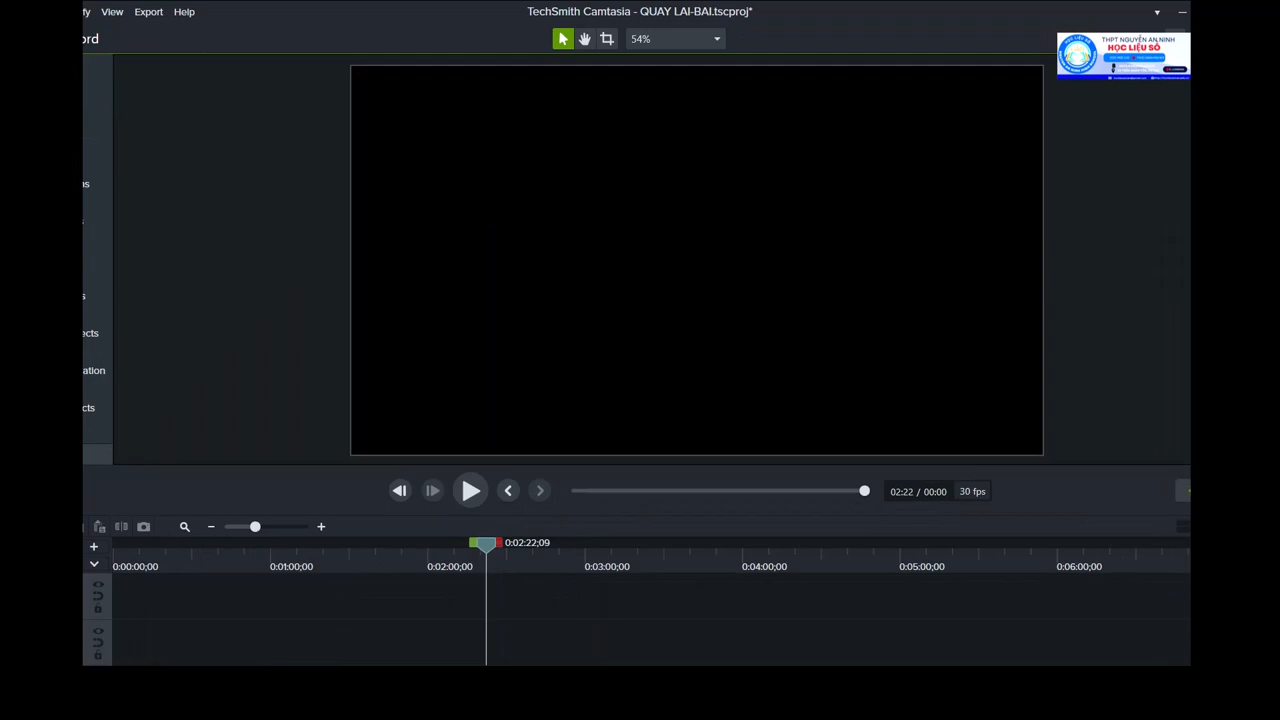 fy View Export Help
TechSmith Camtasia - QUAY LAI-BAI.tscproj*
ord
54%
THPT NGUYỄN AN NINH
HỌC LIỆU SỐ
ns
s
ects
ation
cts
02:22 / 00:00
30 fps
0:02:22;09
0:00:00;00 0:01:00;00 0:02:00;00 0:03:00;00 0:04:00;00 0:05:00;00 0:06:00;00